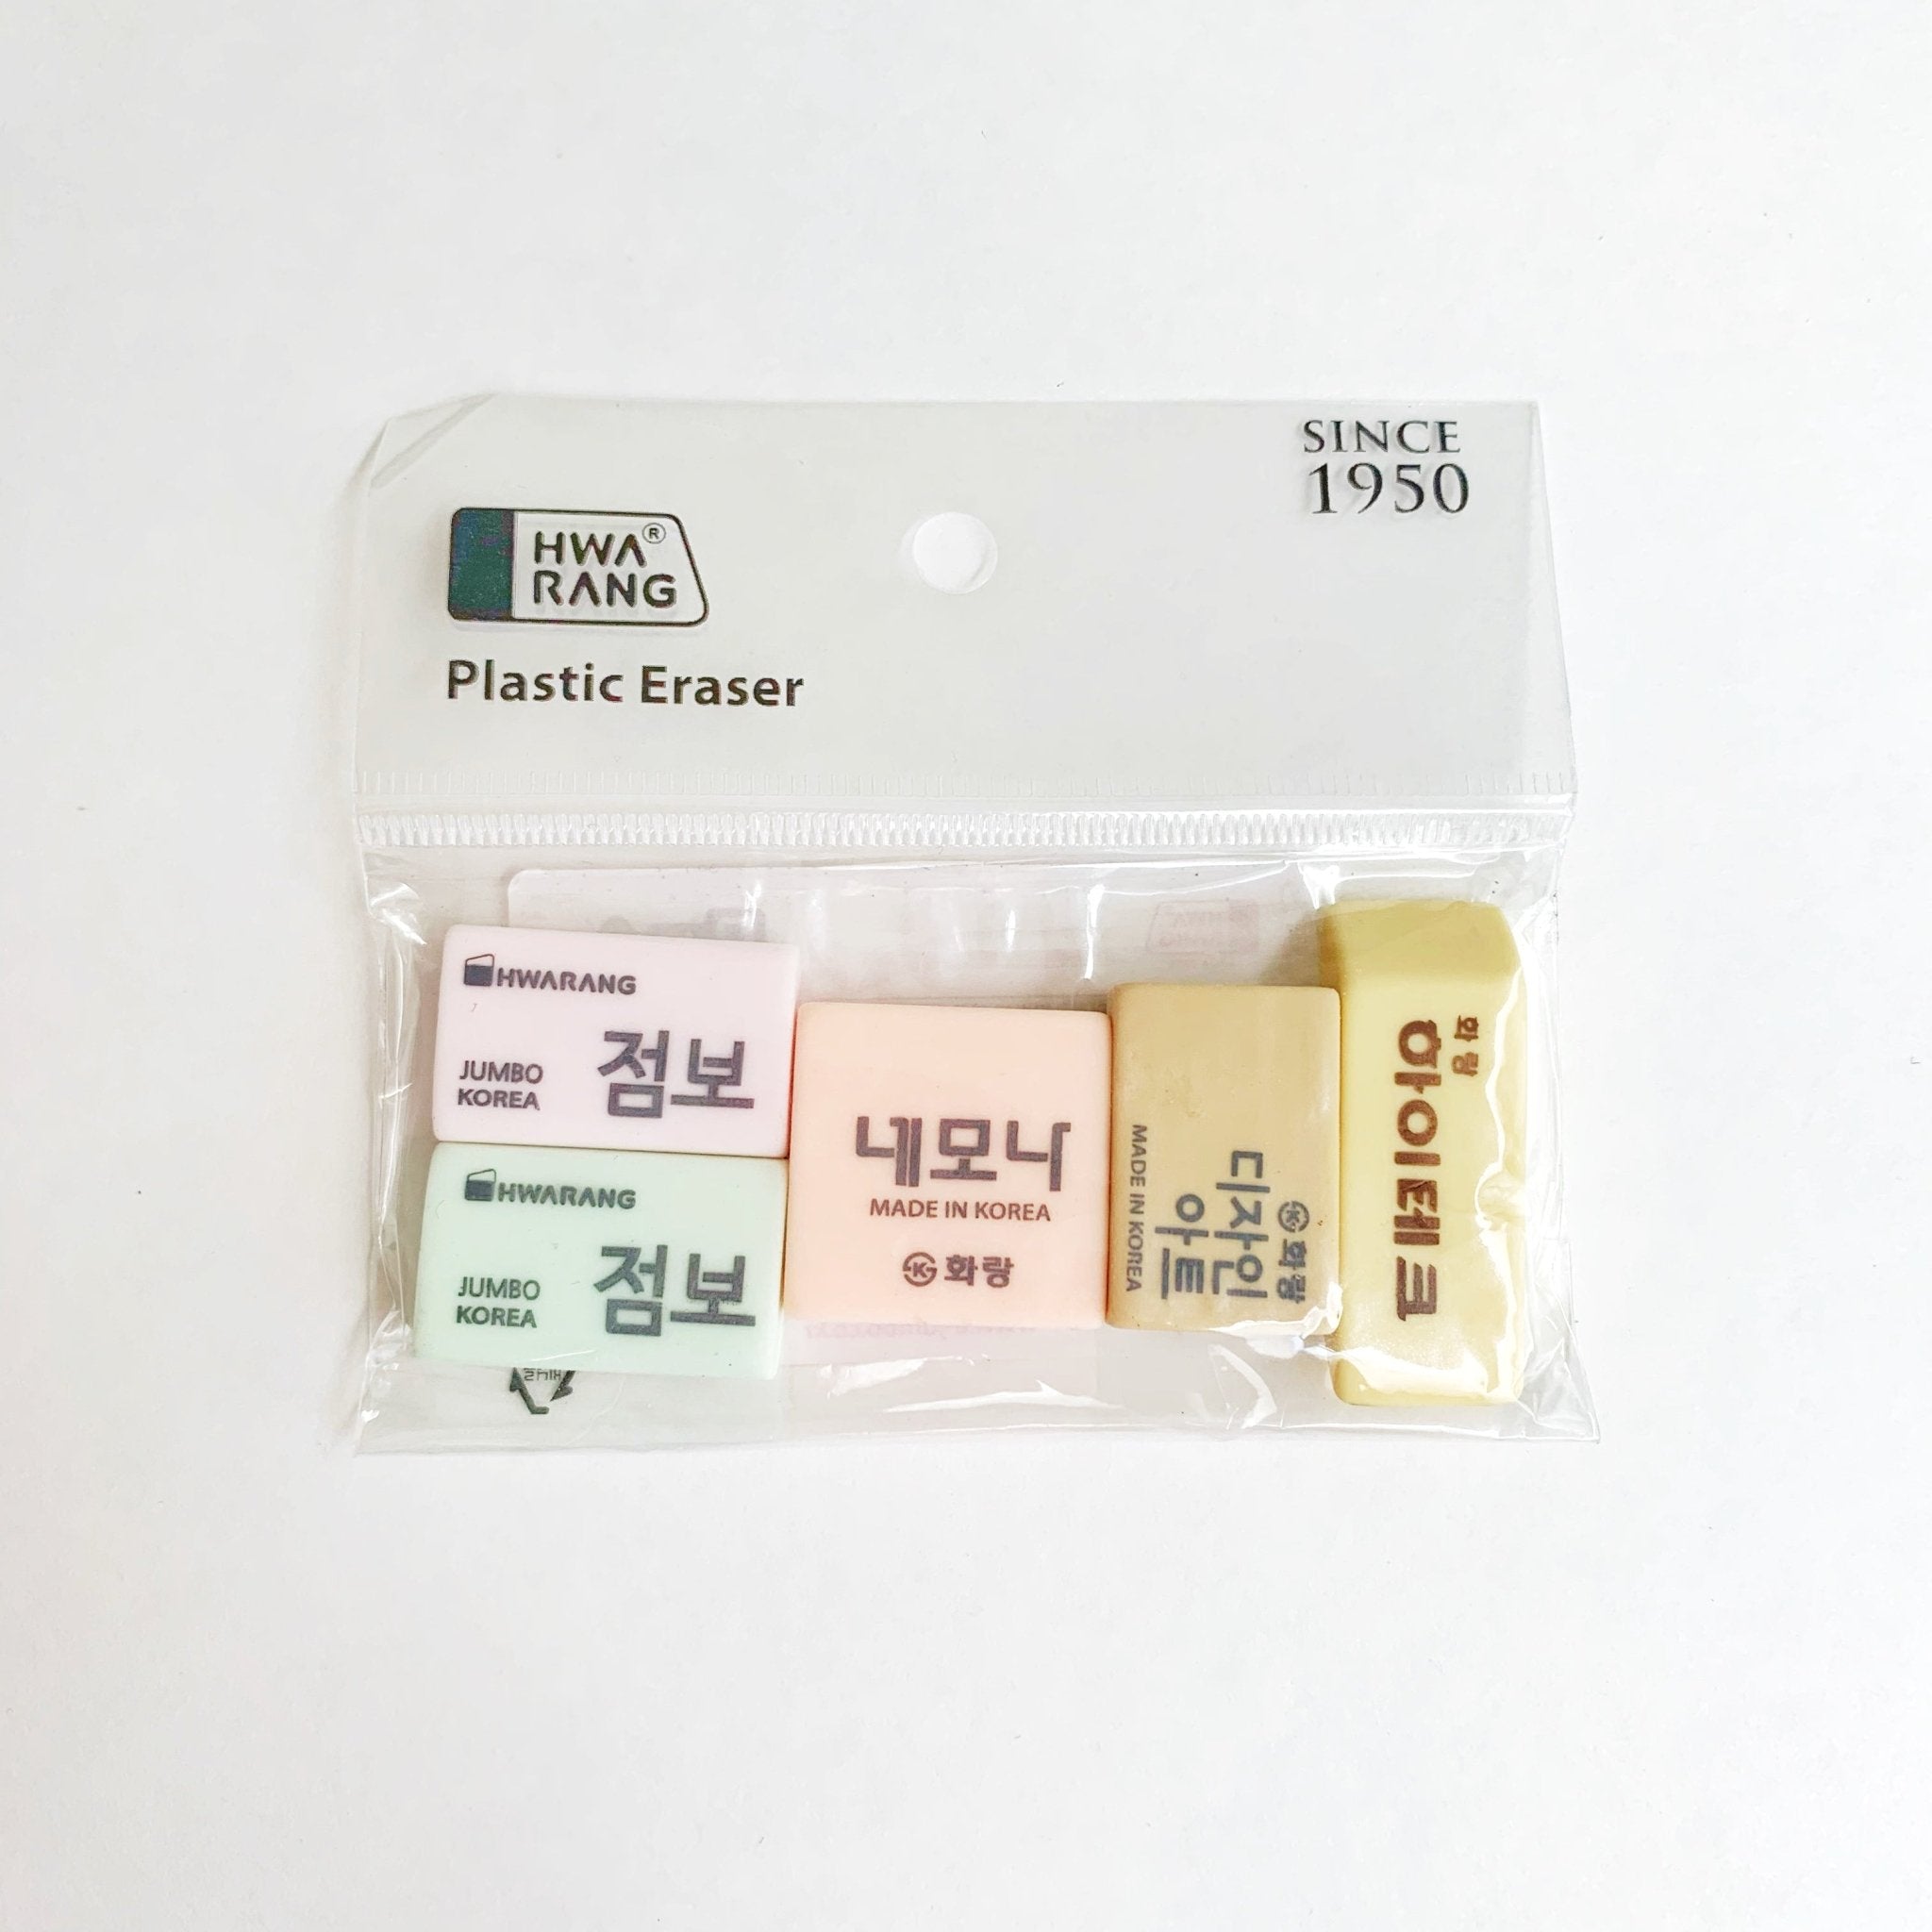 SINCE
1950
HWA®
RANG
Plastic Eraser
HWARANG
JUMBO
KOREA
점보
HWARANG
JUMBO
KOREA
점보
네모나
MADE IN KOREA
화랑
화랑
디자인
아트
MADE IN KOREA
화랑
하이테크